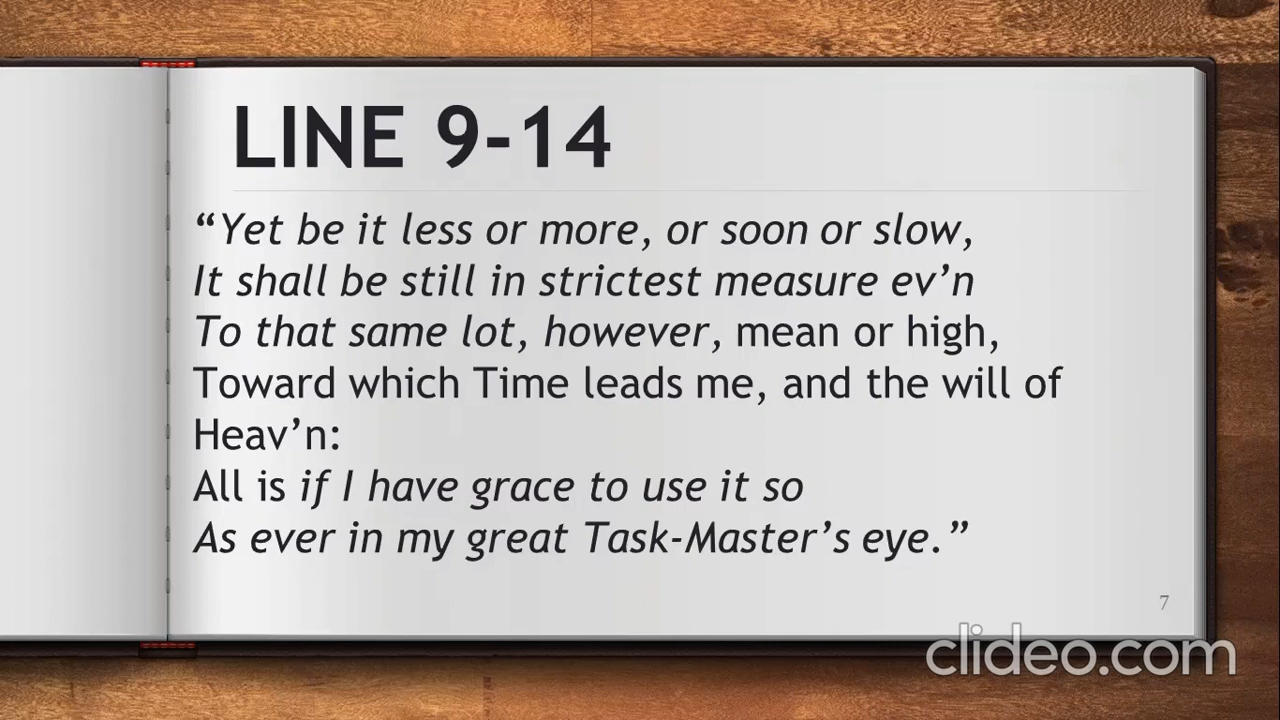 LINE 9-14
“Yet be it less or more, or soon or slow,
It shall be still in strictest measure ev’n
To that same lot, however, mean or high,
Toward which Time leads me, and the will of
Heav’n:
All is if I have grace to use it so
As ever in my great Task-Master’s eye.”
7
clideo.com